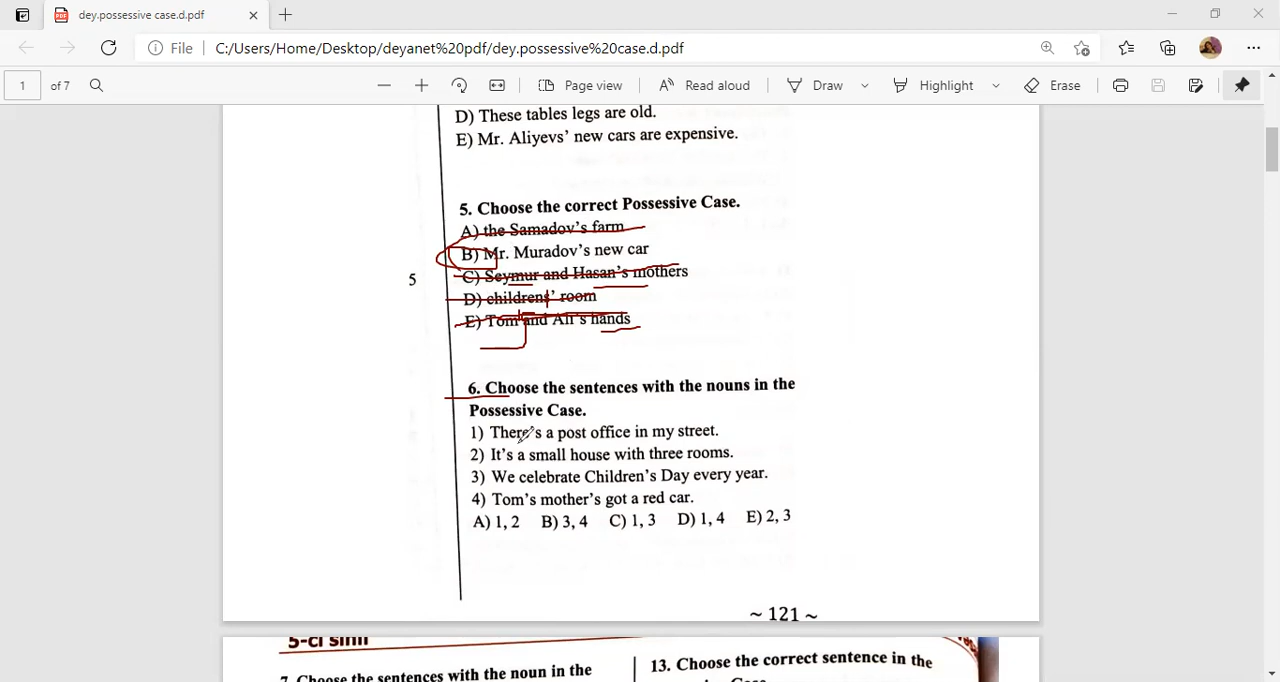 dey.possessive case.d.pdf
File C:/Users/Home/Desktop/deyanet%20pdf/dey.possessive%20case.d.pdf
1 of 7 Page view Read aloud Draw Highlight Erase
D) These tables legs are old.
E) Mr. Aliyevs' new cars are expensive.
5. Choose the correct Possessive Case.
A) the Samadov's farm
B) Mr. Muradov's new car
C) Seymur and Hasan's mothers
5
D) childrens' room
E) Tom and Ali's hands
6. Choose the sentences with the nouns in the
Possessive Case.
1) There's a post office in my street.
2) It's a small house with three rooms.
3) We celebrate Children's Day every year.
4) Tom's mother's got a red car.
A) 1, 2 B) 3, 4 C) 1, 3 D) 1, 4 E) 2, 3
~ 121 ~
5-ci sinif
7. Choose the sentences with the noun in the
13. Choose the correct sentence in the